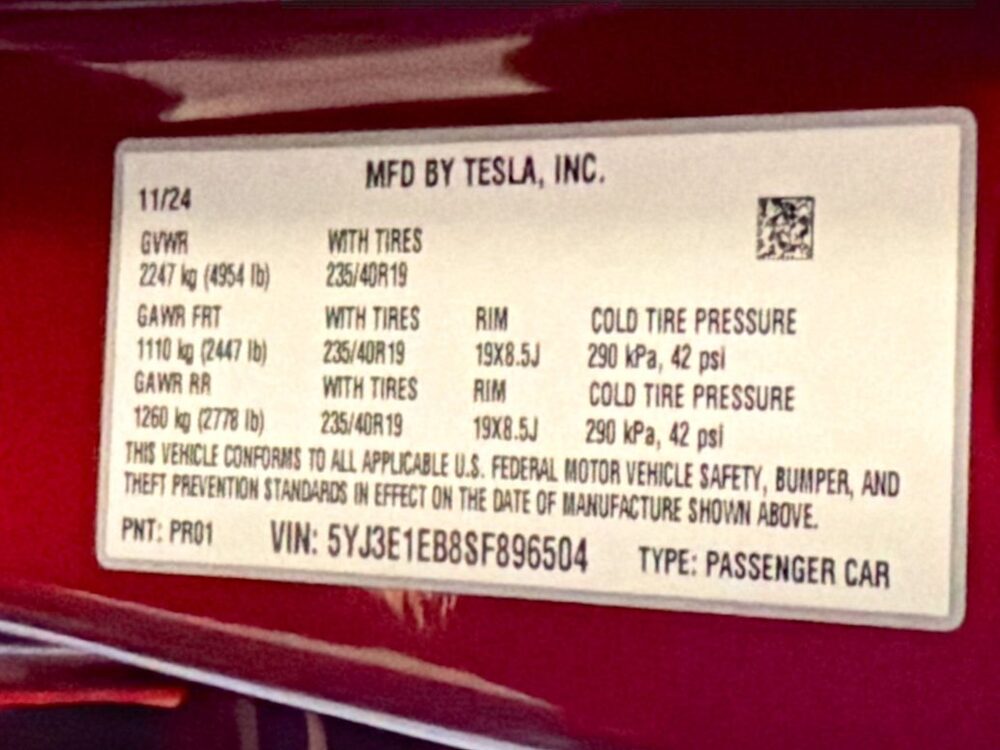 MFD BY TESLA, INC.
11/24
GVWR WITH TIRES
2247 kg (4954 lb) 235/40R19
GAWR FRT WITH TIRES RIM COLD TIRE PRESSURE
1110 kg (2447 lb) 235/40R19 19X8.5J 290 kPa, 42 psi
GAWR RR WITH TIRES RIM COLD TIRE PRESSURE
1260 kg (2778 lb) 235/40R19 19X8.5J 290 kPa, 42 psi
THIS VEHICLE CONFORMS TO ALL APPLICABLE U.S. FEDERAL MOTOR VEHICLE SAFETY, BUMPER, AND
THEFT PREVENTION STANDARDS IN EFFECT ON THE DATE OF MANUFACTURE SHOWN ABOVE.
PNT: PR01 VIN: 5YJ3E1EB8SF896504 TYPE: PASSENGER CAR